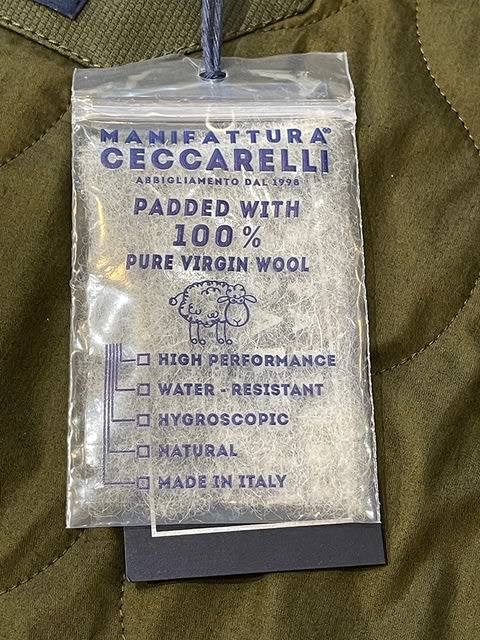 MANIFATTURA®
CECCARELLI
ABBIGLIAMENTO DAL 1998
PADDED WITH
100%
PURE VIRGIN WOOL
HIGH PERFORMANCE
WATER - RESISTANT
HYGROSCOPIC
NATURAL
MADE IN ITALY